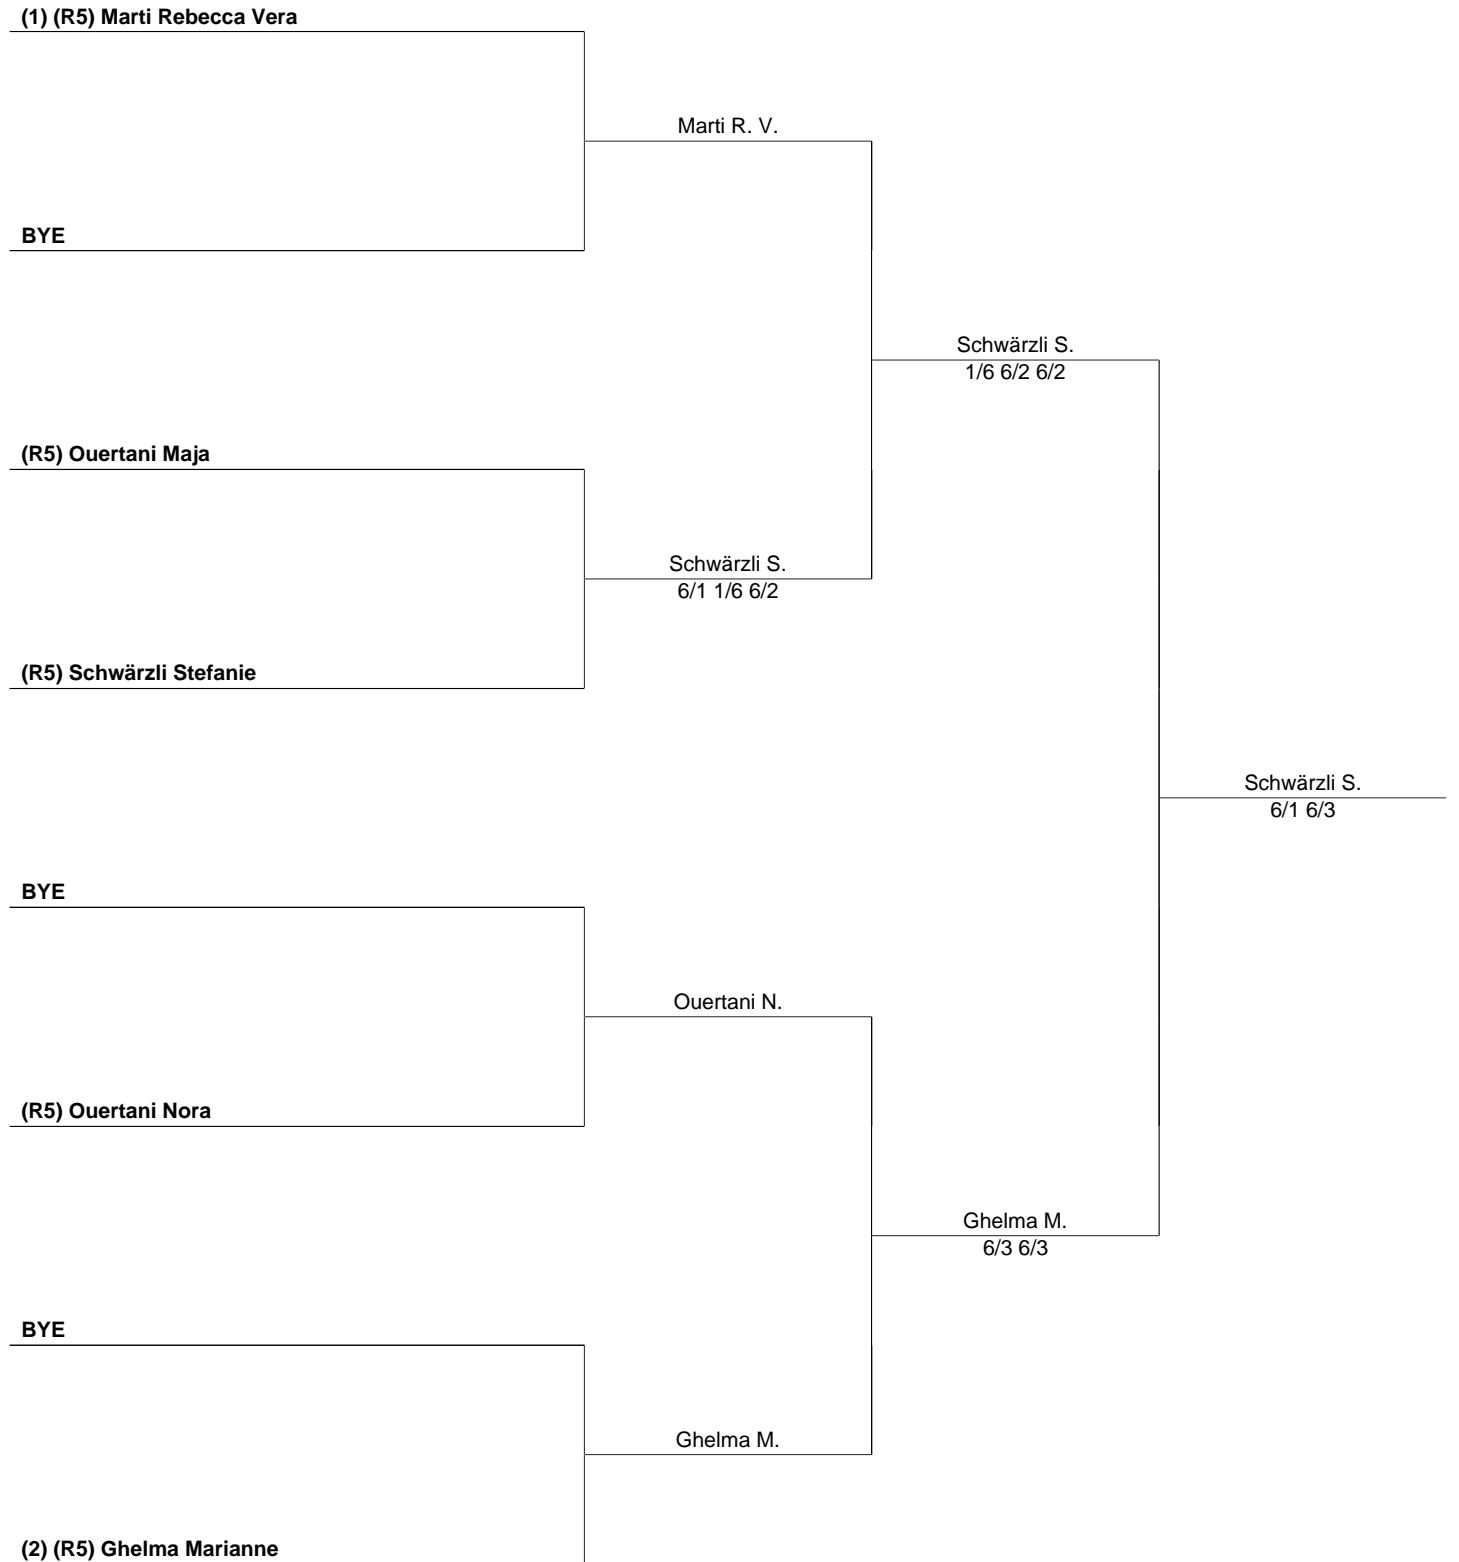 (1) (R5) Marti Rebecca Vera
Marti R. V.
BYE
Schwärzli S.
1/6 6/2 6/2
(R5) Ouertani Maja
Schwärzli S.
6/1 1/6 6/2
(R5) Schwärzli Stefanie
Schwärzli S.
6/1 6/3
BYE
Ouertani N.
(R5) Ouertani Nora
Ghelma M.
6/3 6/3
BYE
Ghelma M.
(2) (R5) Ghelma Marianne